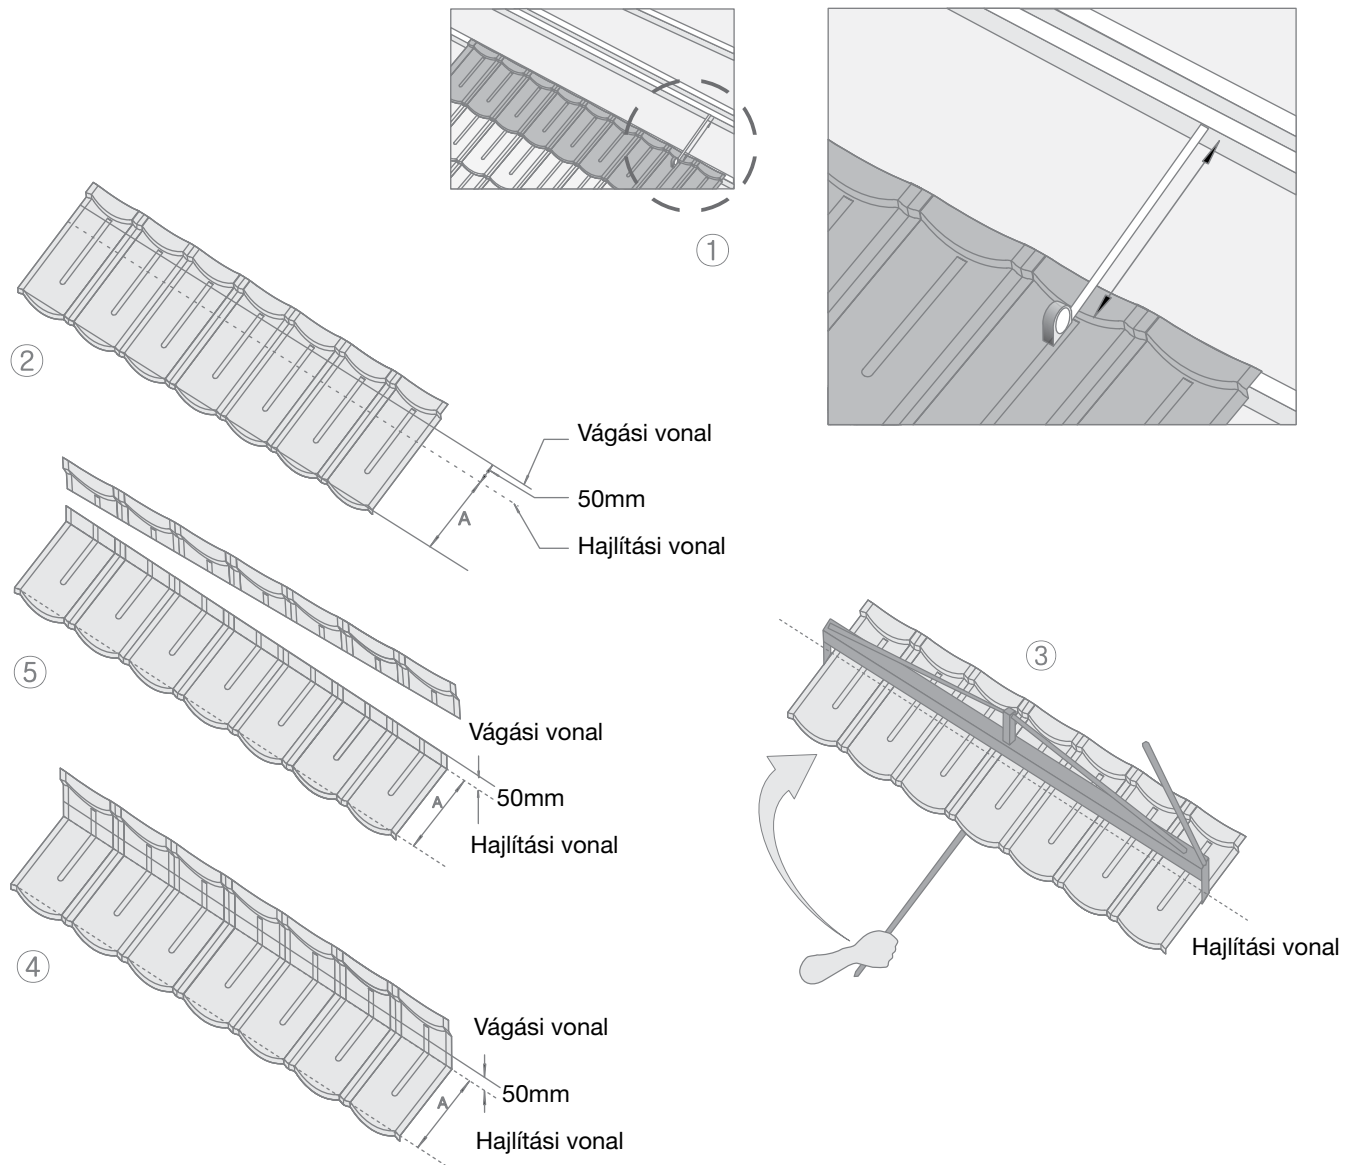 ①
②
Vágási vonal
50mm
A
Hajlítási vonal
⑤
Vágási vonal
A
50mm
Hajlítási vonal
③
Hajlítási vonal
④
Vágási vonal
A
50mm
Hajlítási vonal